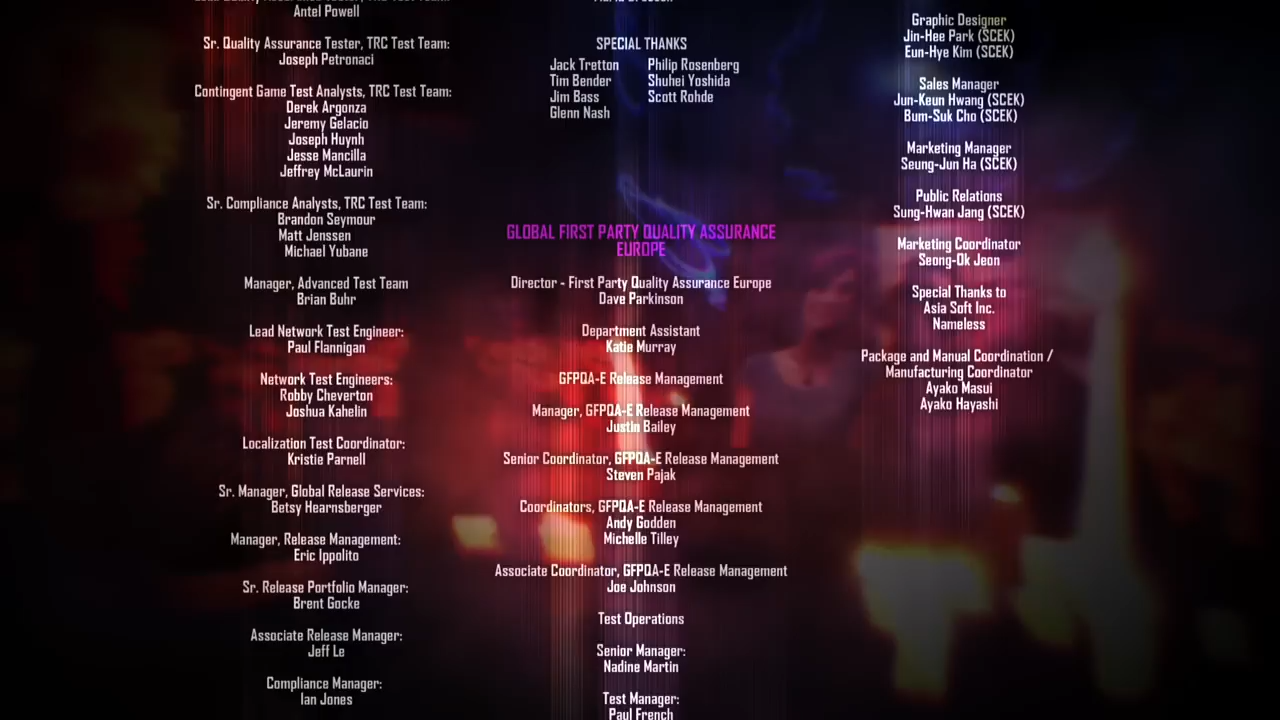 Antel Powell
Sr. Quality Assurance Tester, TRC Test Team:
Joseph Petronaci
Contingent Game Test Analysts, TRC Test Team:
Derek Argonza
Jeremy Gelacio
Joseph Huynh
Jesse Mancilla
Jeffrey McLaurin
Sr. Compliance Analysts, TRC Test Team:
Brandon Seymour
Matt Jenssen
Michael Yubane
Manager, Advanced Test Team
Brian Buhr
Lead Network Test Engineer:
Paul Flannigan
Network Test Engineers:
Robby Cheverton
Joshua Kahelin
Localization Test Coordinator:
Kristie Parnell
Sr. Manager, Global Release Services:
Betsy Hearnsberger
Manager, Release Management:
Eric Ippolito
Sr. Release Portfolio Manager:
Brent Gocke
Associate Release Manager:
Jeff Le
Compliance Manager:
Ian Jones
SPECIAL THANKS
Jack Tretton Philip Rosenberg
Tim Bender Shuhei Yoshida
Jim Bass Scott Rohde
Glenn Nash
GLOBAL FIRST PARTY QUALITY ASSURANCE
EUROPE
Director - First Party Quality Assurance Europe
Dave Parkinson
Department Assistant
Katie Murray
GFPQA-E Release Management
Manager, GFPQA-E Release Management
Justin Bailey
Senior Coordinator, GFPQA-E Release Management
Steven Pajak
Coordinators, GFPQA-E Release Management
Andy Godden
Michelle Tilley
Associate Coordinator, GFPQA-E Release Management
Joe Johnson
Test Operations
Senior Manager:
Nadine Martin
Test Manager:
Paul French
Graphic Designer
Jin-Hee Park (SCEK)
Eun-Hye Kim (SCEK)
Sales Manager
Jun-Keun Hwang (SCEK)
Bum-Suk Cho (SCEK)
Marketing Manager
Seung-Jun Ha (SCEK)
Public Relations
Sung-Hwan Jang (SCEK)
Marketing Coordinator
Seong-Ok Jeon
Special Thanks to
Asia Soft Inc.
Nameless
Package and Manual Coordination /
Manufacturing Coordinator
Ayako Masui
Ayako Hayashi